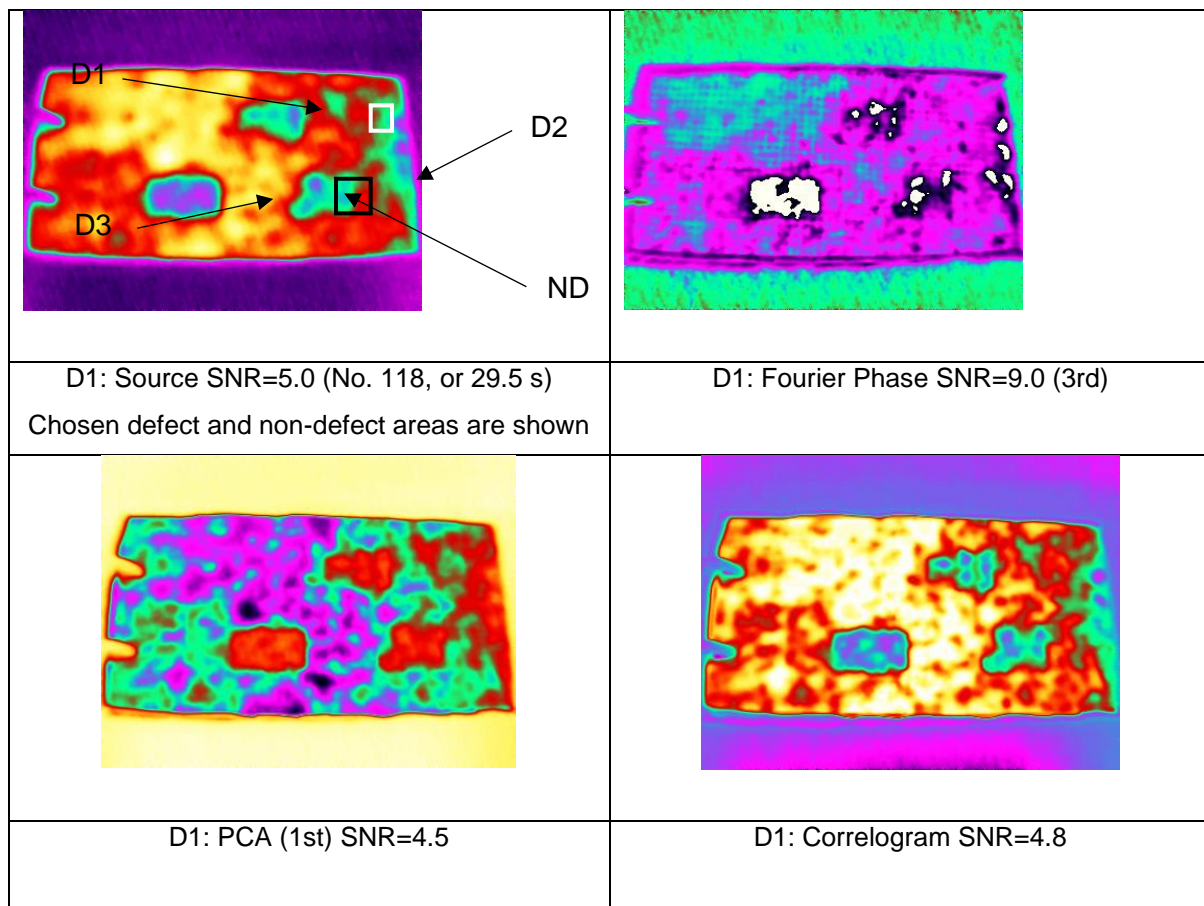 D1
D2
D3
ND
D1: Source SNR=5.0 (No. 118, or 29.5 s)
Chosen defect and non-defect areas are shown
D1: Fourier Phase SNR=9.0 (3rd)
D1: PCA (1st) SNR=4.5
D1: Correlogram SNR=4.8